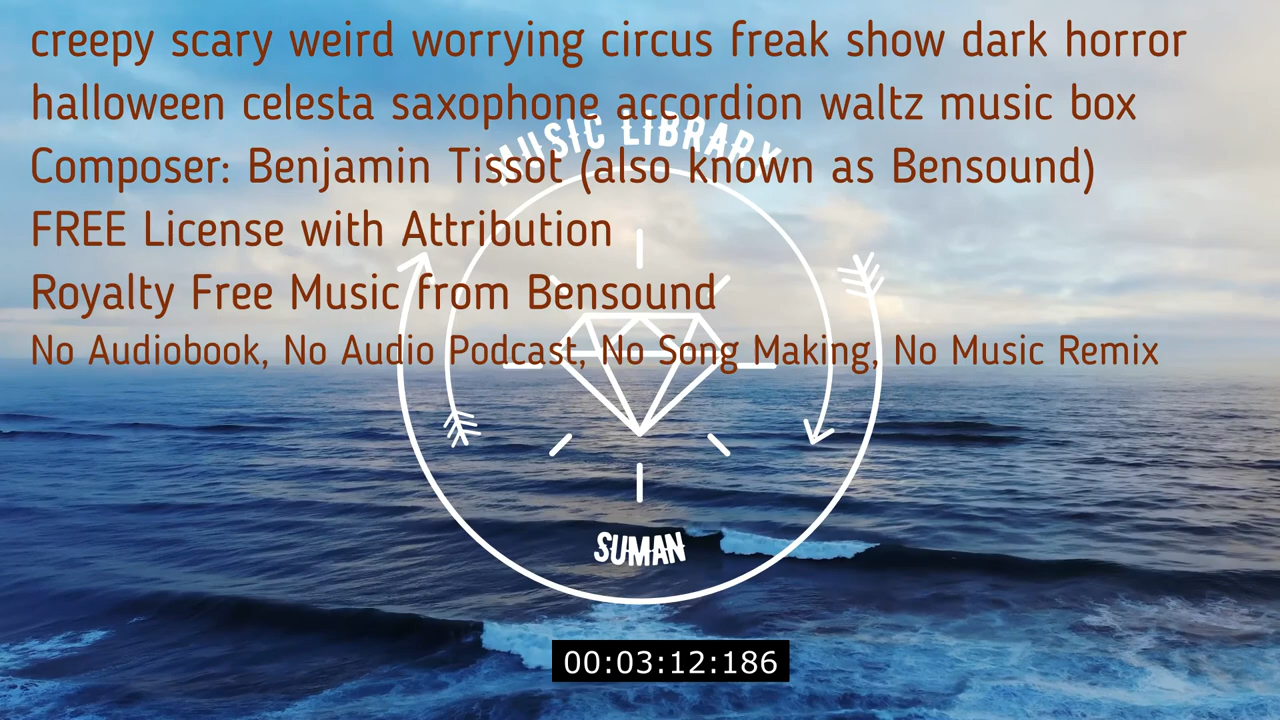 creepy scary weird worrying circus freak show dark horror
halloween celesta saxophone accordion waltz music box
MUSIC LIBRARY
Composer: Benjamin Tissot (also known as Bensound)
FREE License with Attribution
Royalty Free Music from Bensound
No Audiobook, No Audio Podcast, No Song Making, No Music Remix
SUMAN
00:03:12:186